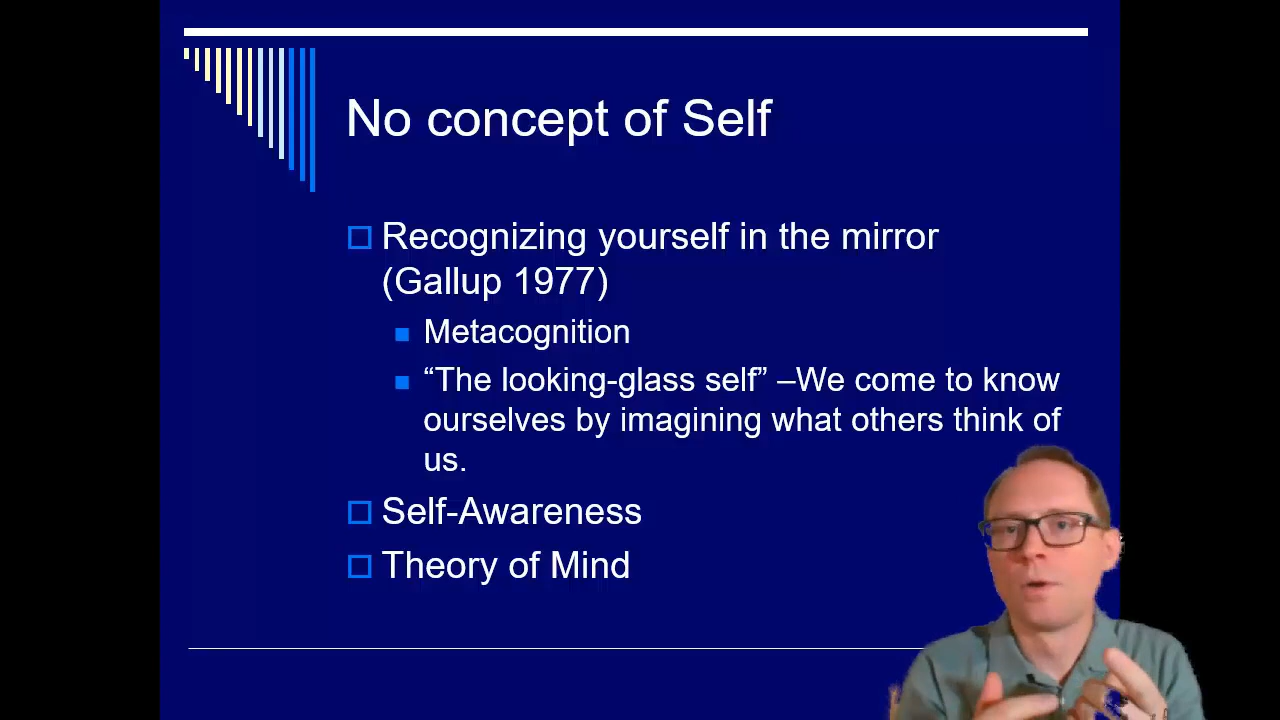 No concept of Self
Recognizing yourself in the mirror
(Gallup 1977)
Metacognition
“The looking-glass self” –We come to know
ourselves by imagining what others think of
us.
Self-Awareness
Theory of Mind